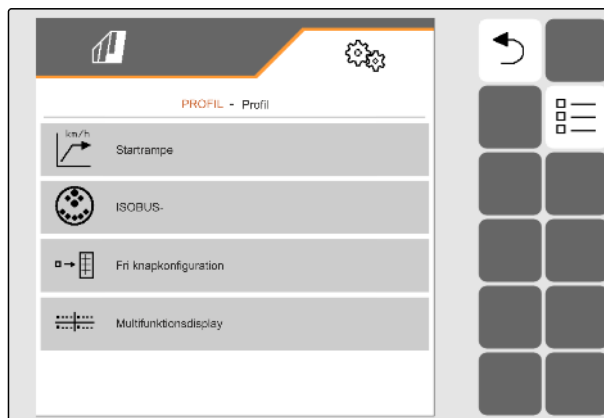 PROFIL - Profil
km/h
Startrampe
ISOBUS-
Fri knapkonfiguration
Multifunktionsdisplay